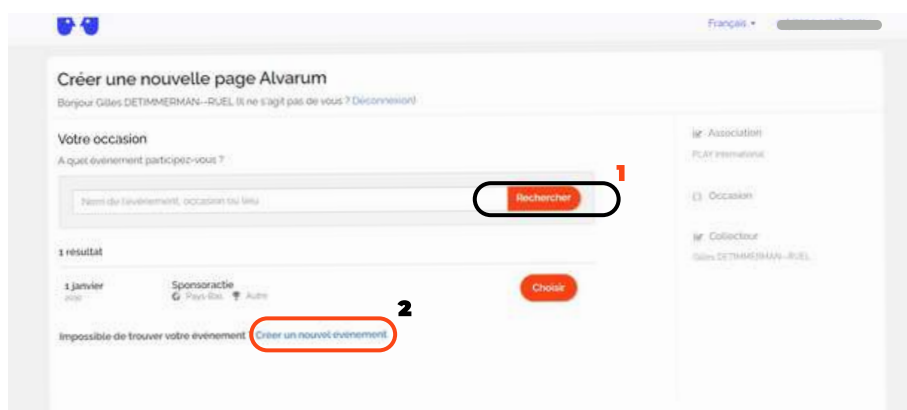 Français
Créer une nouvelle page Alvarum
Bonjour Gilles DETIMMERMAN--RUEL (Il ne s'agit pas de vous ? Déconnexion)
Votre occasion
A quel événement participez-vous ?
Nom de l'événement, occasion ou lieu
Rechercher
1
1 résultat
1 janvier
Sponsoractie
Pays-Bas Autre
Choisir
2
Impossible de trouver votre événement ? Créer un nouvel événement
Association
PLAY International
Occasion
Collecteur
Gilles DETIMMERMAN--RUEL